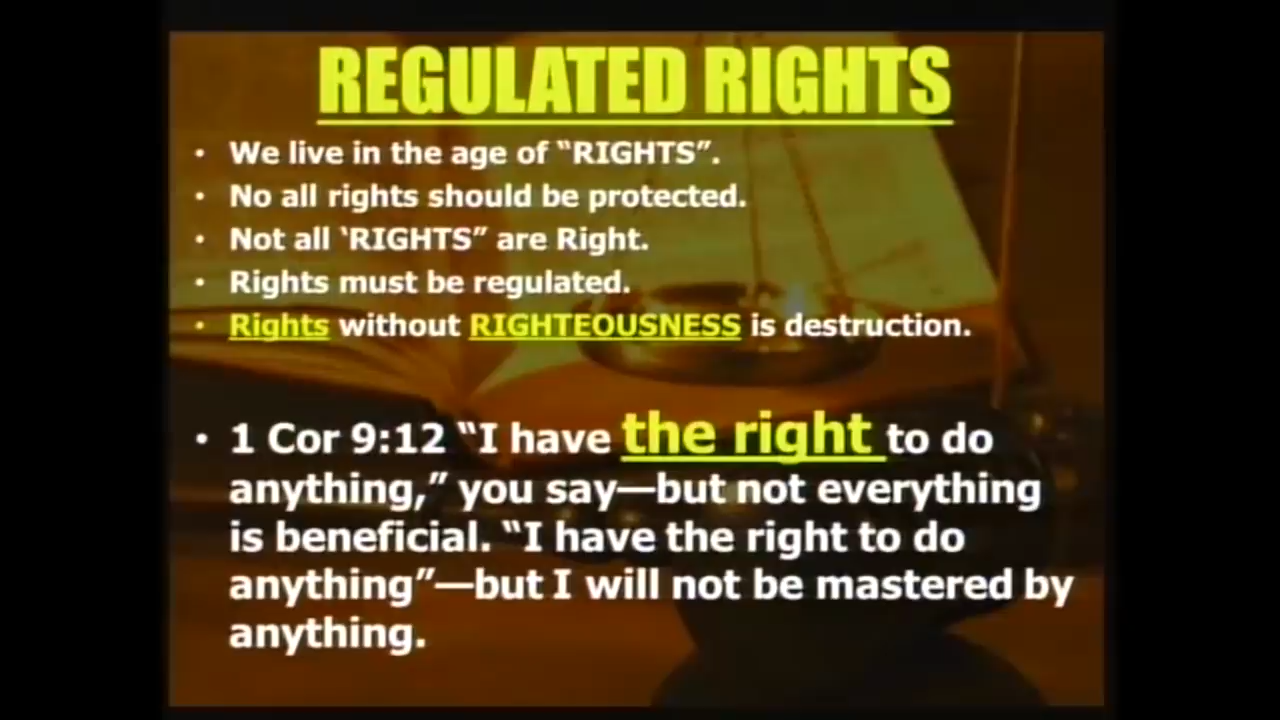 REGULATED RIGHTS
• We live in the age of “RIGHTS”.
• No all rights should be protected.
• Not all ‘RIGHTS” are Right.
• Rights must be regulated.
• Rights without RIGHTEOUSNESS is destruction.
• 1 Cor 9:12 “I have the right to do
anything,” you say—but not everything
is beneficial. “I have the right to do
anything”—but I will not be mastered by
anything.